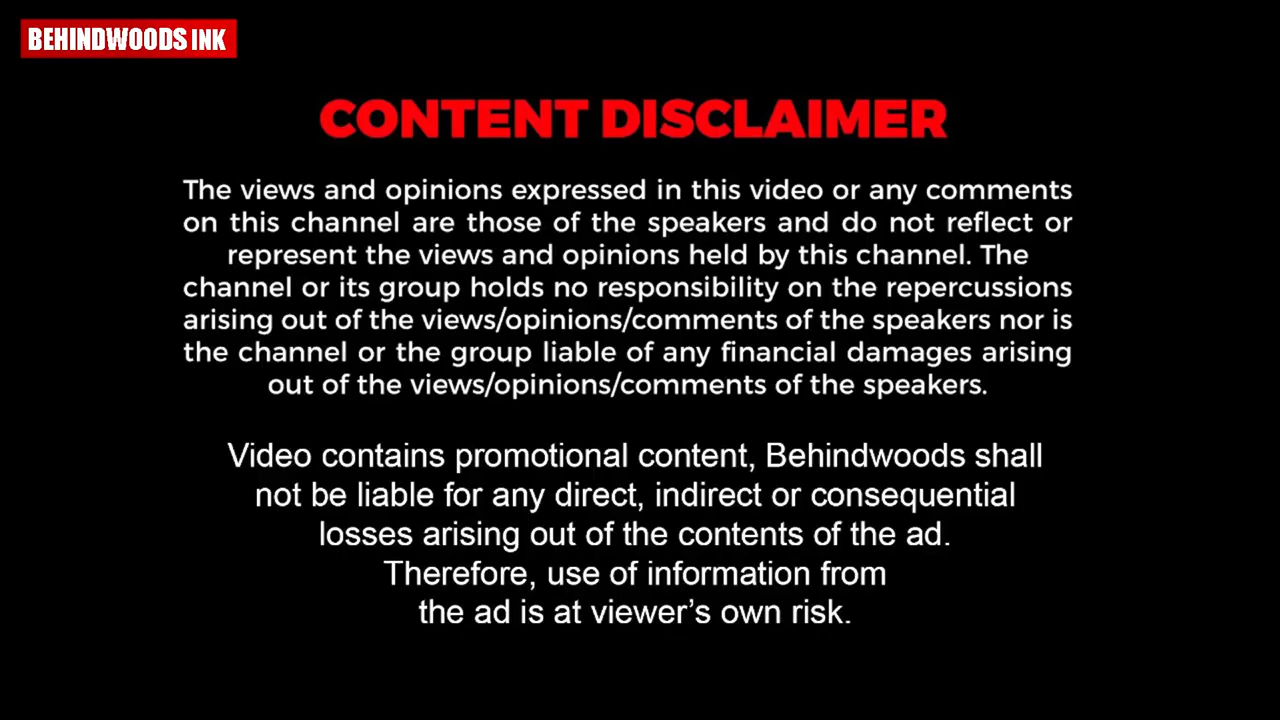 BEHINDWOODS INK
CONTENT DISCLAIMER
The views and opinions expressed in this video or any comments
on this channel are those of the speakers and do not reflect or
represent the views and opinions held by this channel. The
channel or its group holds no responsibility on the repercussions
arising out of the views/opinions/comments of the speakers nor is
the channel or the group liable of any financial damages arising
out of the views/opinions/comments of the speakers.
Video contains promotional content, Behindwoods shall
not be liable for any direct, indirect or consequential
losses arising out of the contents of the ad.
Therefore, use of information from
the ad is at viewer’s own risk.